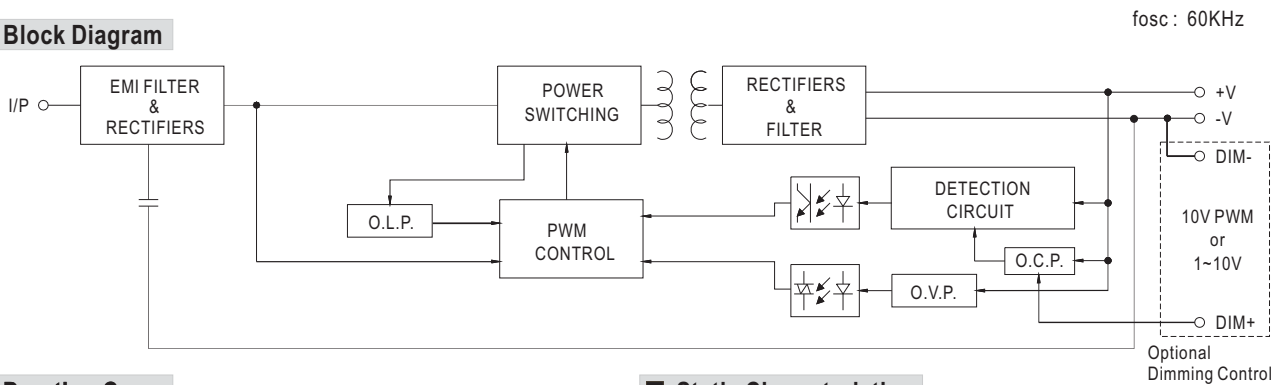 fosc : 60KHz
Block Diagram
I/P
EMI FILTER
&
RECTIFIERS
POWER
SWITCHING
RECTIFIERS
&
FILTER
+V
-V
DIM-
O.L.P.
PWM
CONTROL
DETECTION
CIRCUIT
O.C.P.
O.V.P.
10V PWM
or
1~10V
DIM+
Optional
Dimming Control